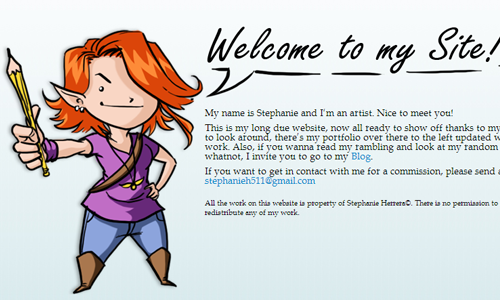 Welcome to my Site!
My name is Stephanie and I'm an artist. Nice to meet you!
This is my long due website, now all ready to show off thanks to my
to look around, there's my portfolio over there to the left updated w
work. Also, if you wanna read my rambling and look at my random
whatnot, I invite you to go to my Blog.
If you want to get in contact with me for a commission, please send a
stephanieh511@gmail.com
All the work on this website is property of Stephanie Herrera©. There is no permission to
redistribute any of my work.